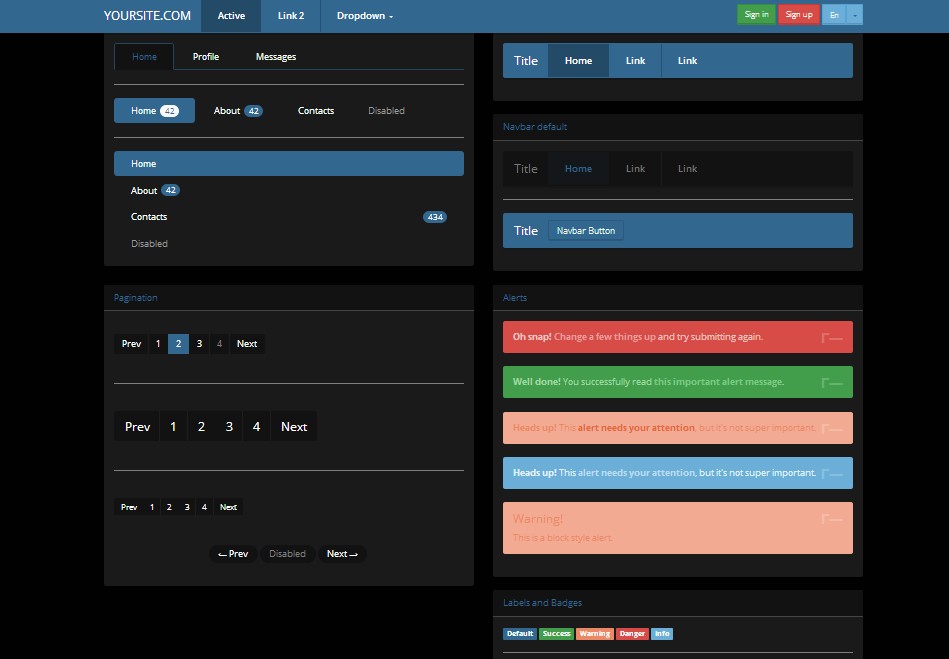 YOURSITE.COM Active Link 2 Dropdown Sign in Sign up En
Home Profile Messages
Home 42 About 42 Contacts Disabled
Home
About 42
Contacts 434
Disabled
Title Home Link Link
Navbar default
Title Home Link Link
Title Navbar Button
Pagination
Prev 1 2 3 4 Next
Prev 1 2 3 4 Next
Prev 1 2 3 4 Next
← Prev Disabled Next →
Alerts
Oh snap! Change a few things up and try submitting again.
Well done! You successfully read this important alert message.
Heads up! This alert needs your attention, but it's not super important.
Heads up! This alert needs your attention, but it's not super important.
Warning!
This is a block style alert.
Labels and Badges
Default Success Warning Danger Info